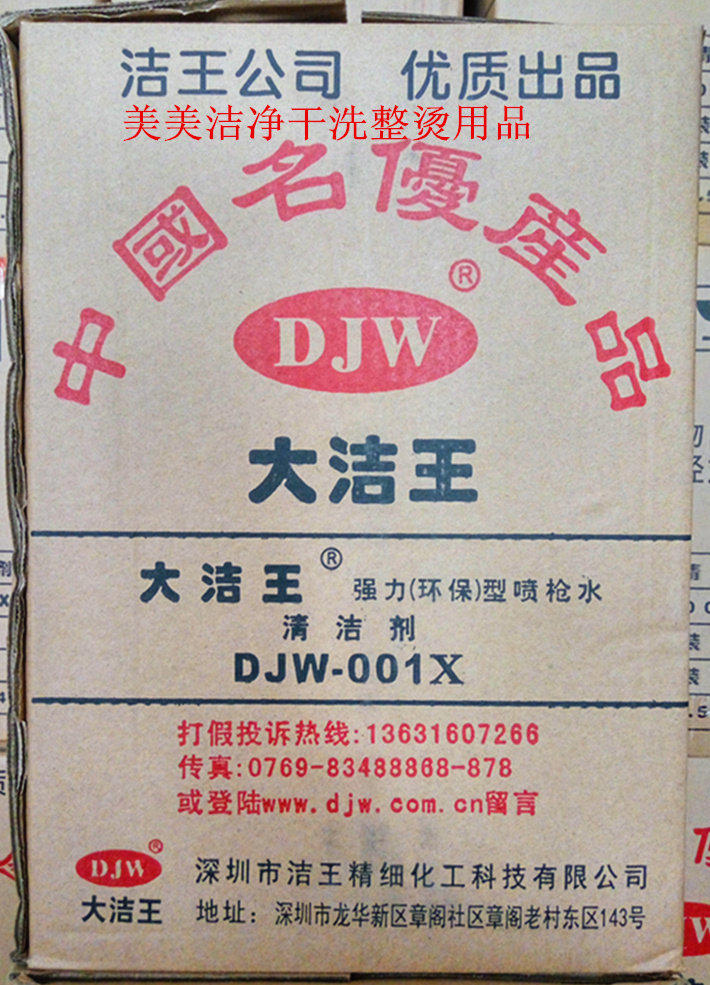 洁王公司 优质出品
美美洁净干洗整烫用品
中國名優產品
DJW®
大洁王
大洁王® 强力(环保)型喷枪水
清洁剂
DJW-001X
打假投诉热线:13631607266
传真:0769-83488868-878
或登陆www.djw.com.cn留言
DJW®
大洁王
深圳市洁王精细化工科技有限公司
地址：深圳市龙华新区章阁社区章阁老村东区143号